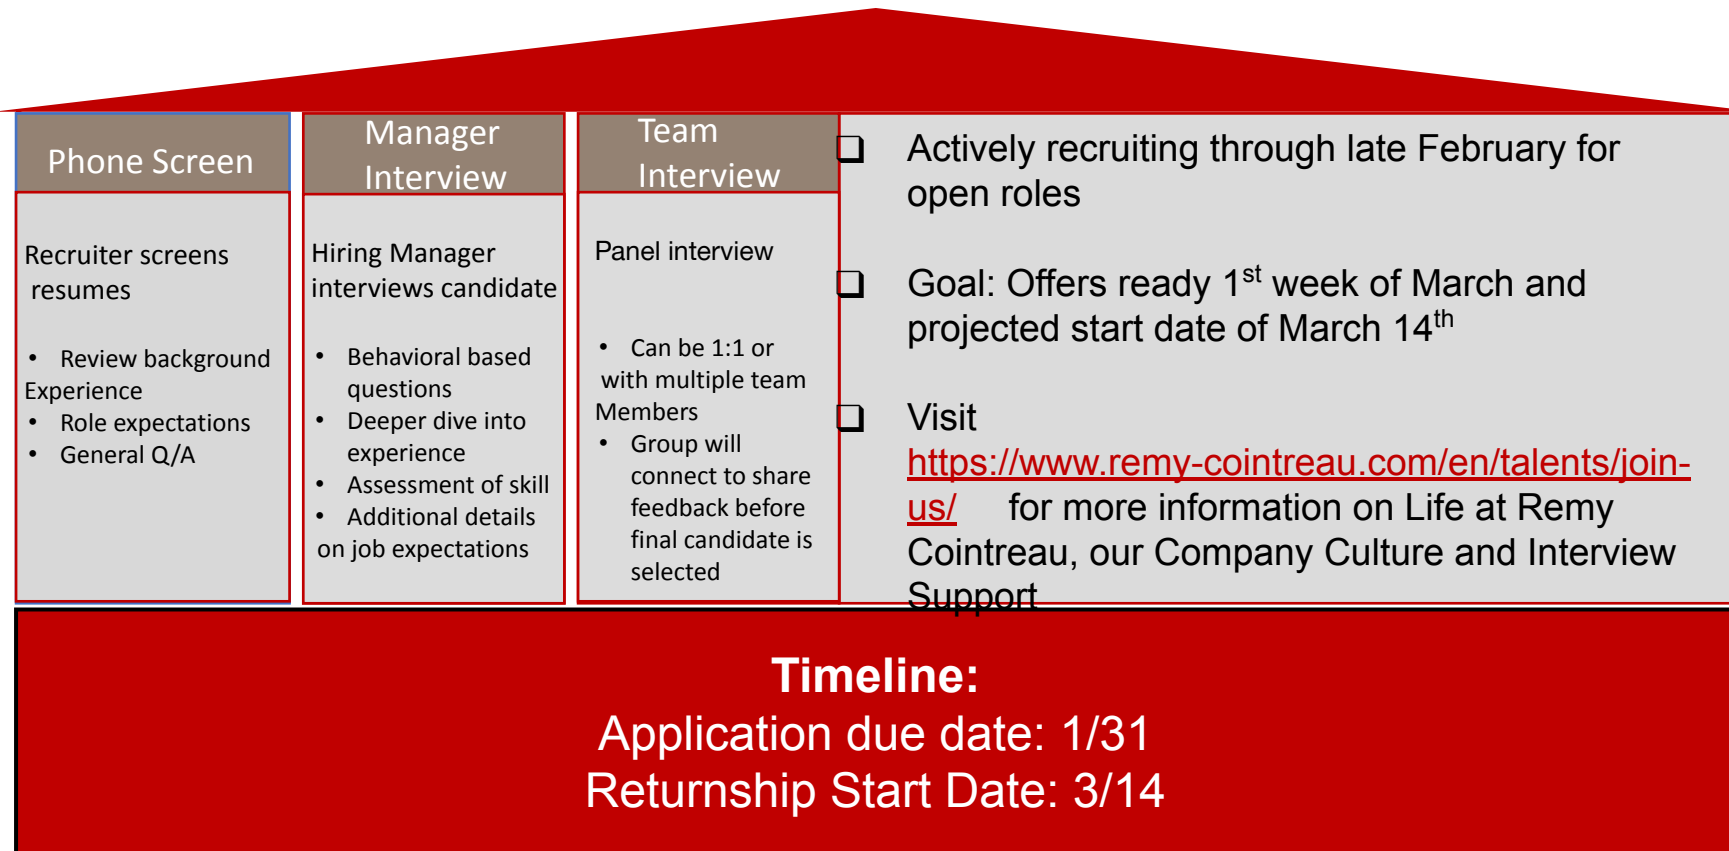 Phone Screen
Recruiter screens
resumes
• Review background
Experience
• Role expectations
• General Q/A
Manager
Interview
Hiring Manager
interviews candidate
• Behavioral based
questions
• Deeper dive into
experience
• Assessment of skill
• Additional details
on job expectations
Team
Interview
Panel interview
• Can be 1:1 or
with multiple team
Members
• Group will
connect to share
feedback before
final candidate is
selected
❑ Actively recruiting through late February for
open roles
❑ Goal: Offers ready 1st week of March and
projected start date of March 14th
❑ Visit
https://www.remy-cointreau.com/en/talents/join-
us/ for more information on Life at Remy
Cointreau, our Company Culture and Interview
Support
Timeline:
Application due date: 1/31
Returnship Start Date: 3/14